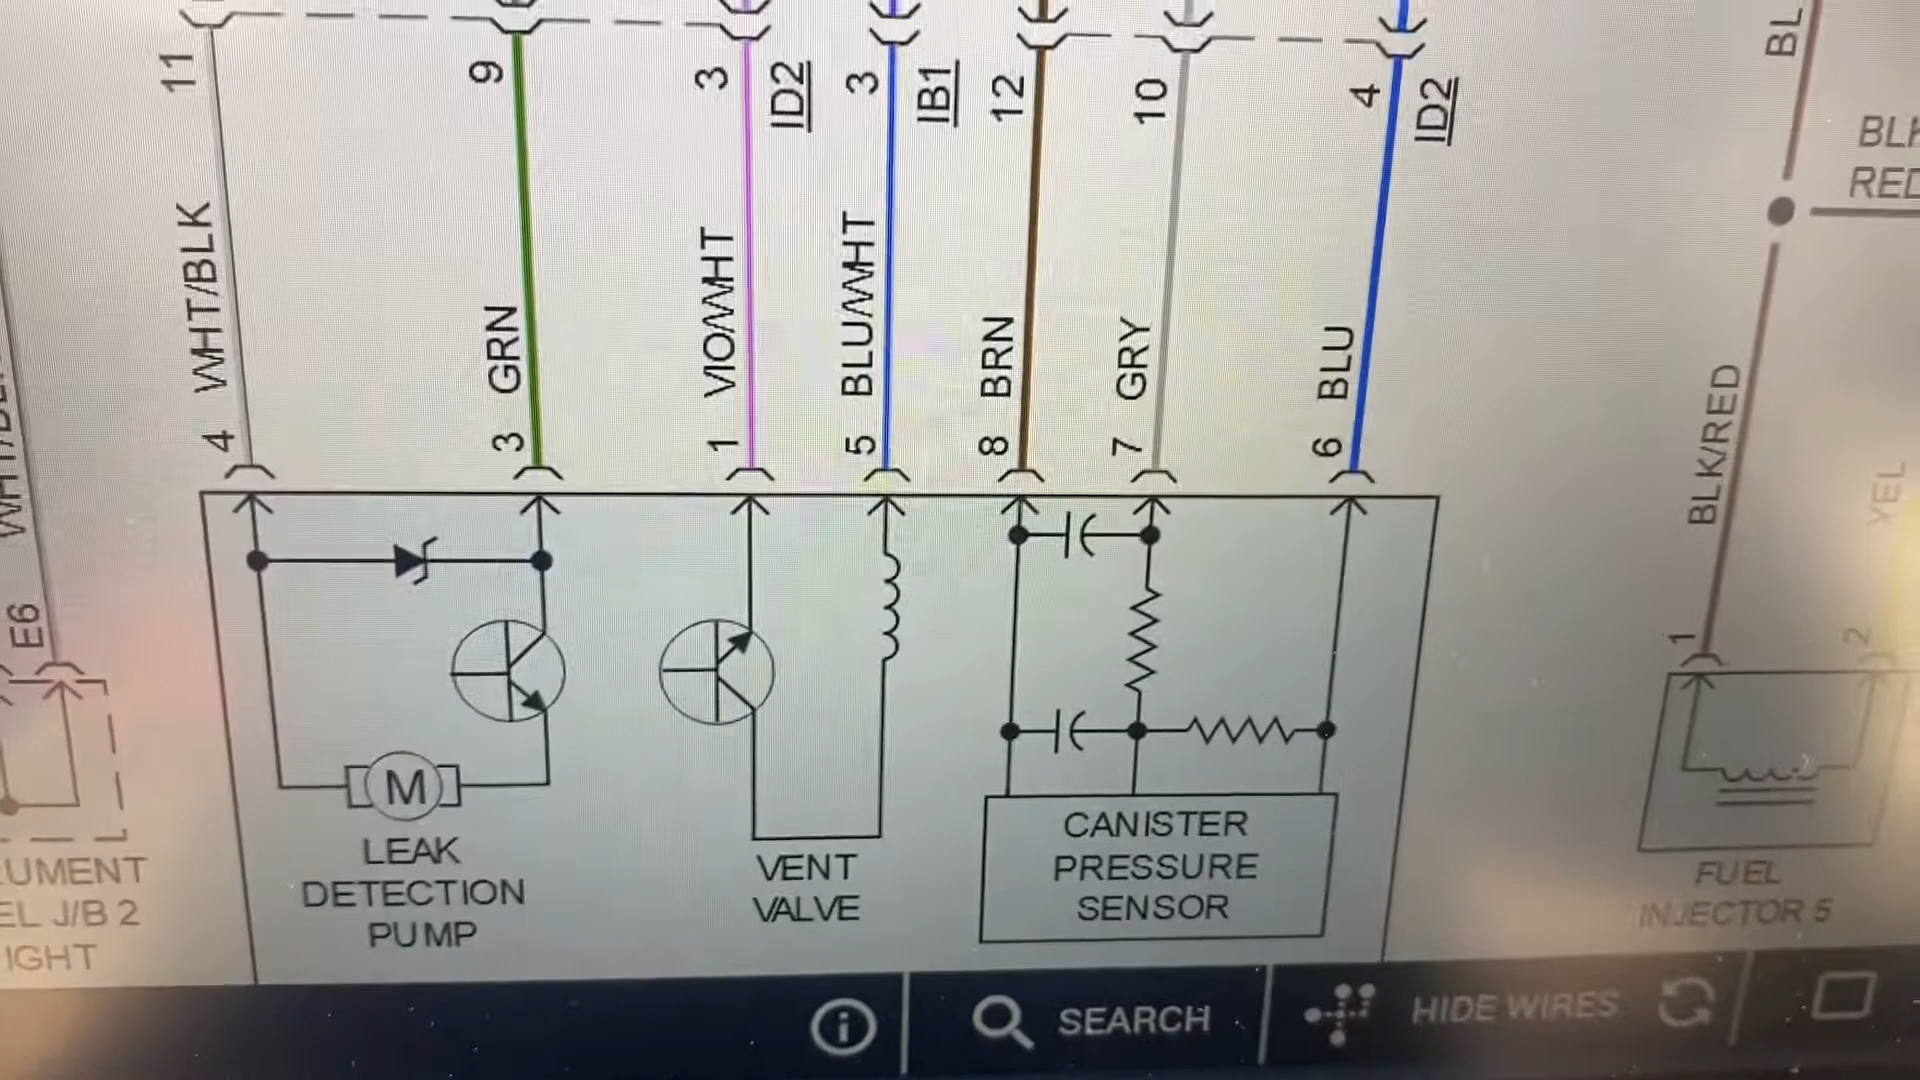 11
9
3
ID2
3
IB1
12
10
4
ID2
BL
RED
4 WHT/BLK
3 GRN
1 VIO/WHT
5 BLU/WHT
8 BRN
7 GRY
6 BLU
BLK/RED
YEL
E6
1
2
M
LEAK
DETECTION
PUMP
VENT
VALVE
CANISTER
PRESSURE
SENSOR
FUEL
INJECTOR 5
UMENT
EL J/B 2
IGHT
i
SEARCH
HIDE WIRES